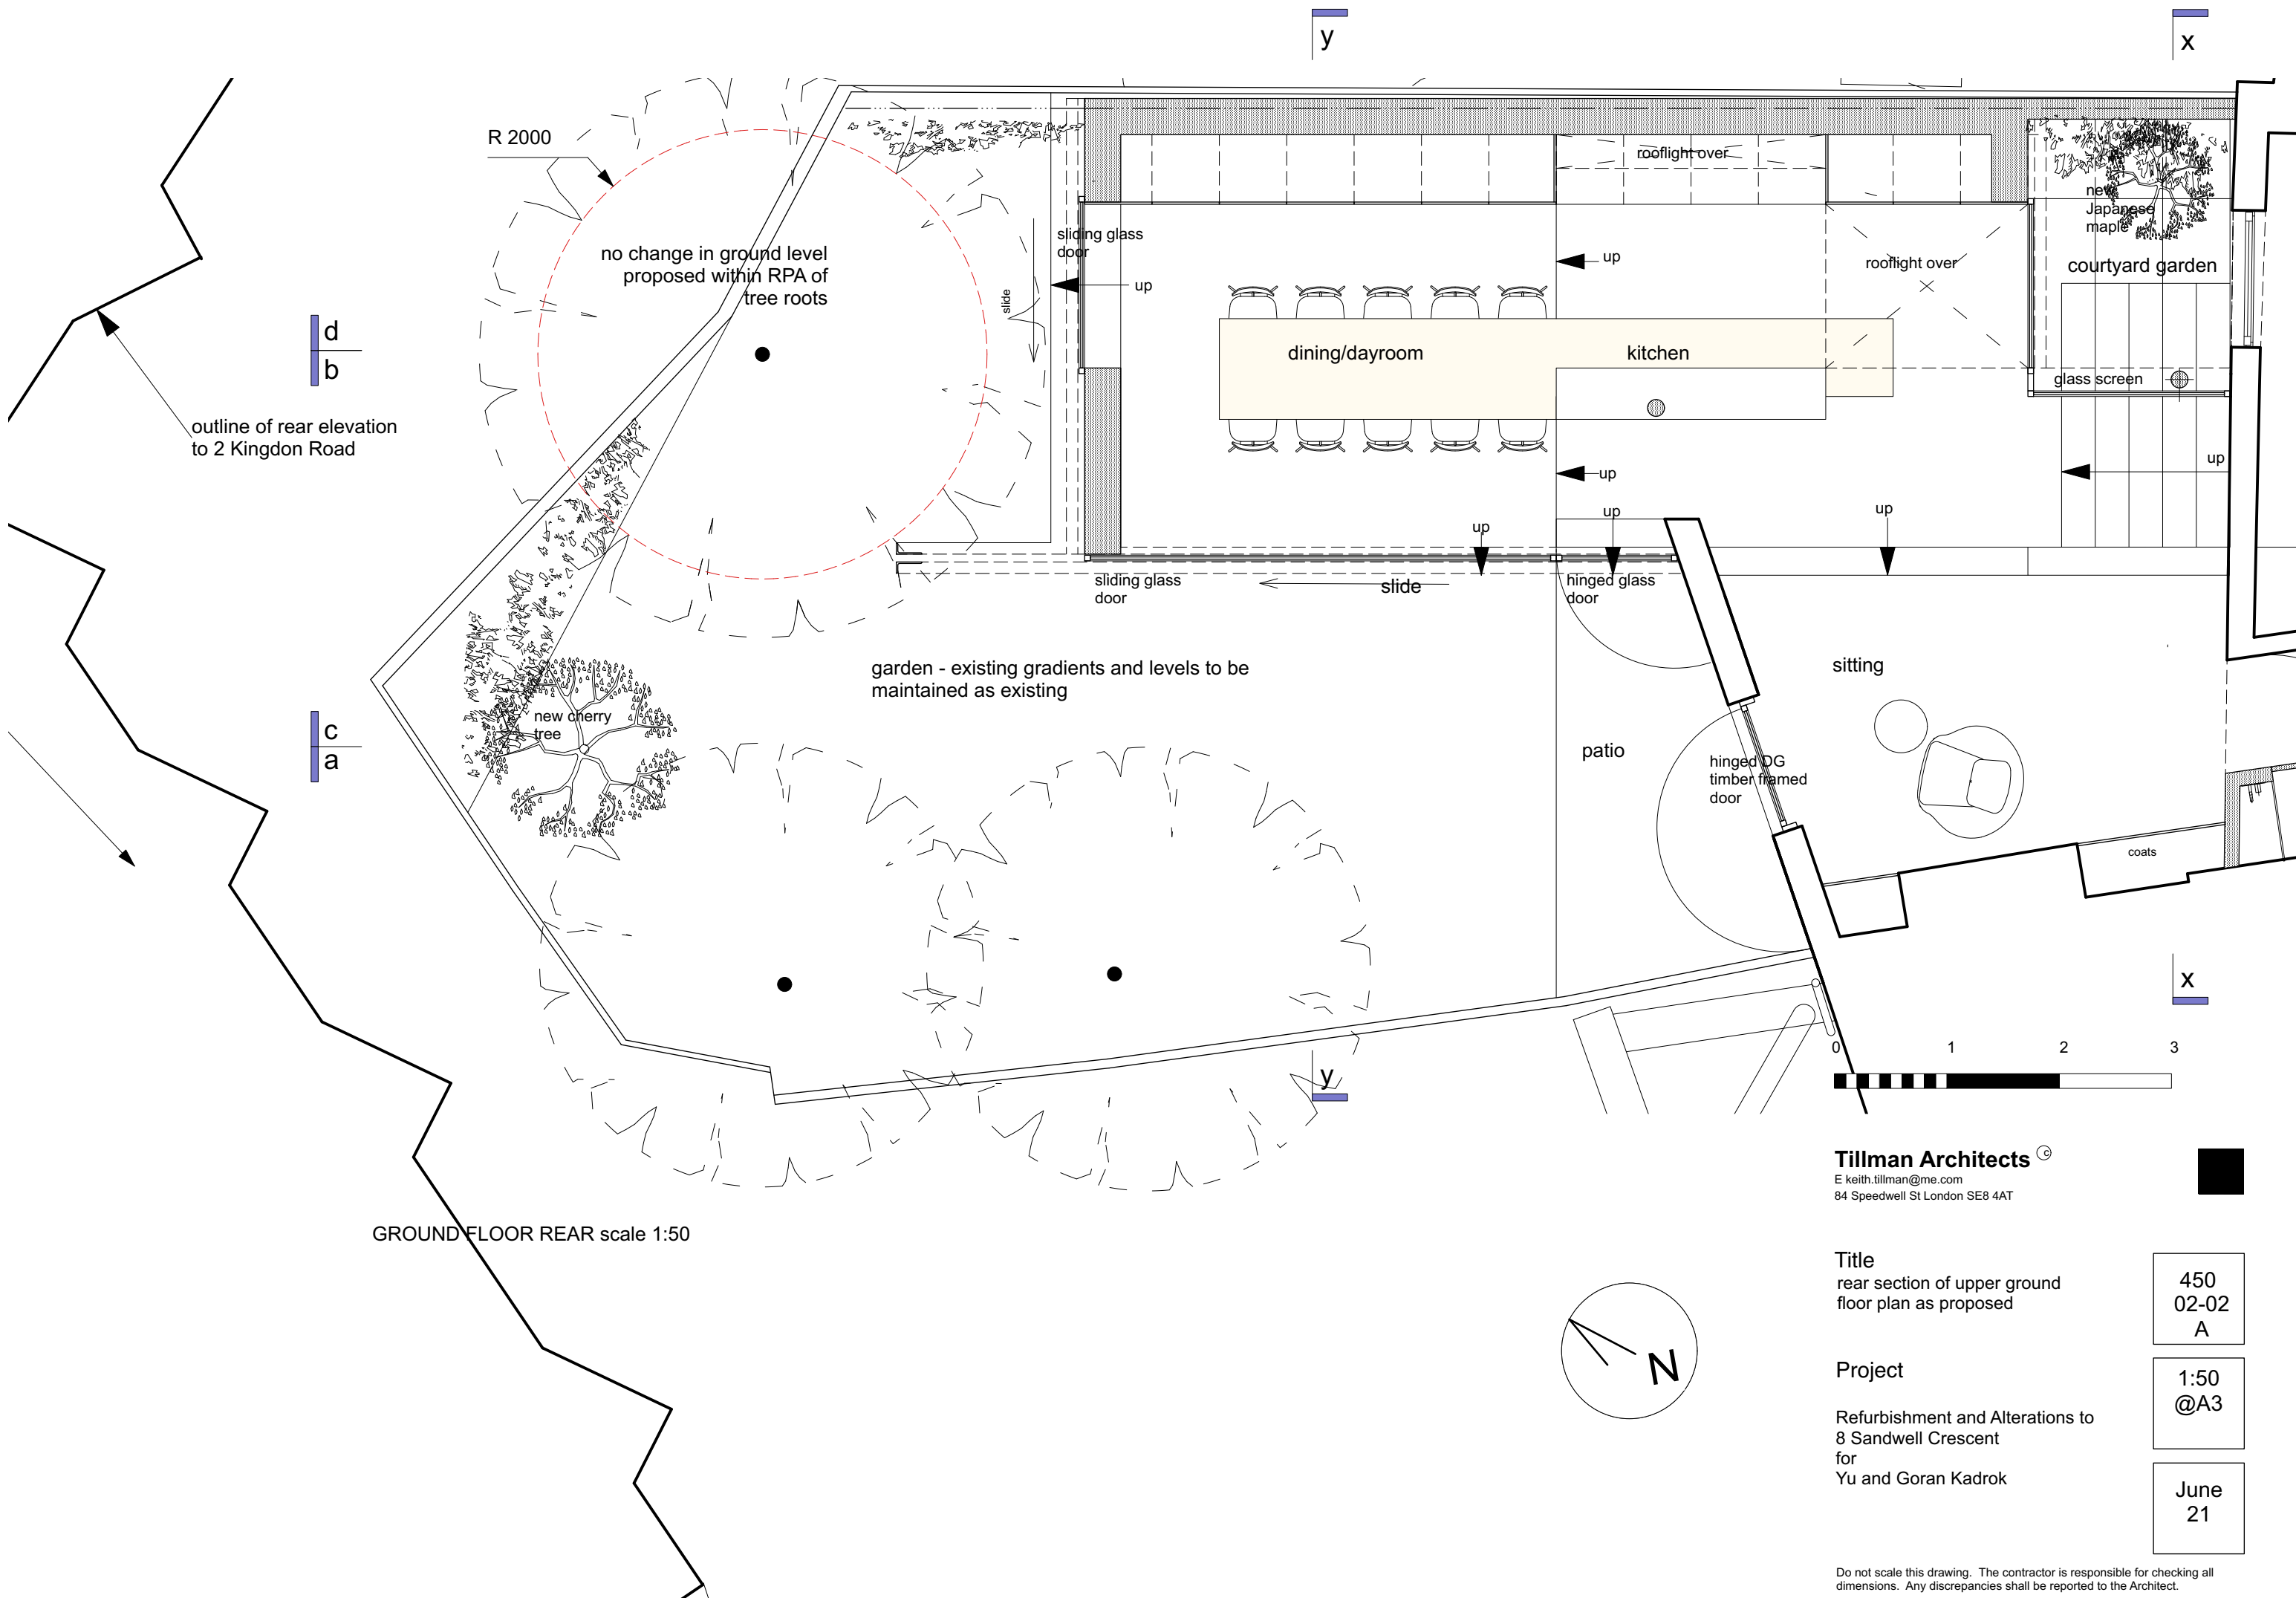 y
x
R 2000
rooflight over
new
Japanese
maple
no change in ground level
proposed within RPA of
tree roots
sliding glass
door
up
up
rooflight over
courtyard garden
slide
d
b
dining/dayroom
kitchen
glass screen
outline of rear elevation
to 2 Kingdon Road
up
up
up
up
up
sliding glass
door
slide
hinged glass
door
garden - existing gradients and levels to be
maintained as existing
sitting
new cherry
tree
c
a
patio
hinged DG
timber framed
door
coats
x
y
0 1 2 3
Tillman Architects ©
E keith.tillman@me.com
84 Speedwell St London SE8 4AT
GROUND FLOOR REAR scale 1:50
Title
rear section of upper ground
floor plan as proposed
450
02-02
A
N
Project
1:50
@A3
Refurbishment and Alterations to
8 Sandwell Crescent
for
Yu and Goran Kadrok
June
21
Do not scale this drawing. The contractor is responsible for checking all
dimensions. Any discrepancies shall be reported to the Architect.